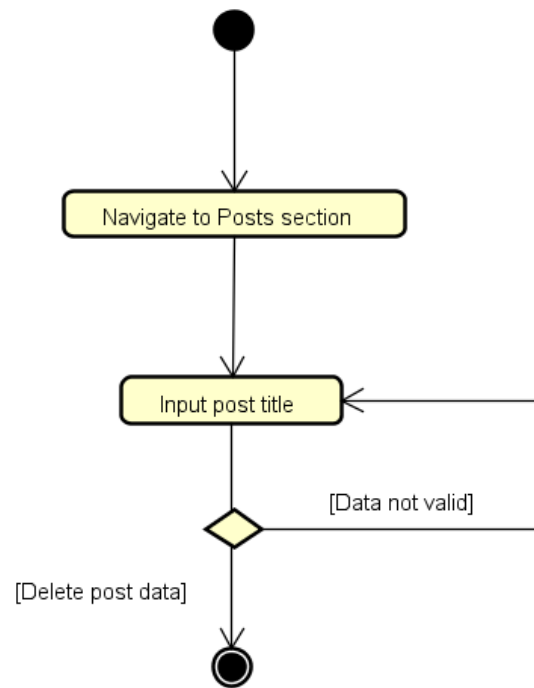 Navigate to Posts section
Input post title
[Data not valid]
[Delete post data]